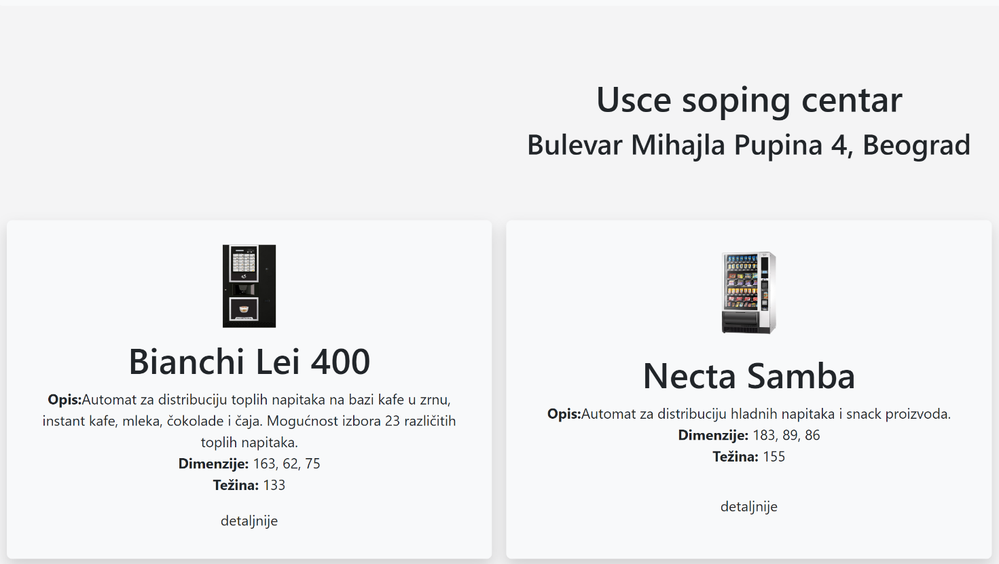 Usce soping centar
Bulevar Mihajla Pupina 4, Beograd
Bianchi Lei 400
Opis:Automat za distribuciju toplih napitaka na bazi kafe u zrnu,
instant kafe, mleka, čokolade i čaja. Mogućnost izbora 23 različitih
toplih napitaka.
Dimenzije: 163, 62, 75
Težina: 133
detaljnije
Necta Samba
Opis:Automat za distribuciju hladnih napitaka i snack proizvoda.
Dimenzije: 183, 89, 86
Težina: 155
detaljnije